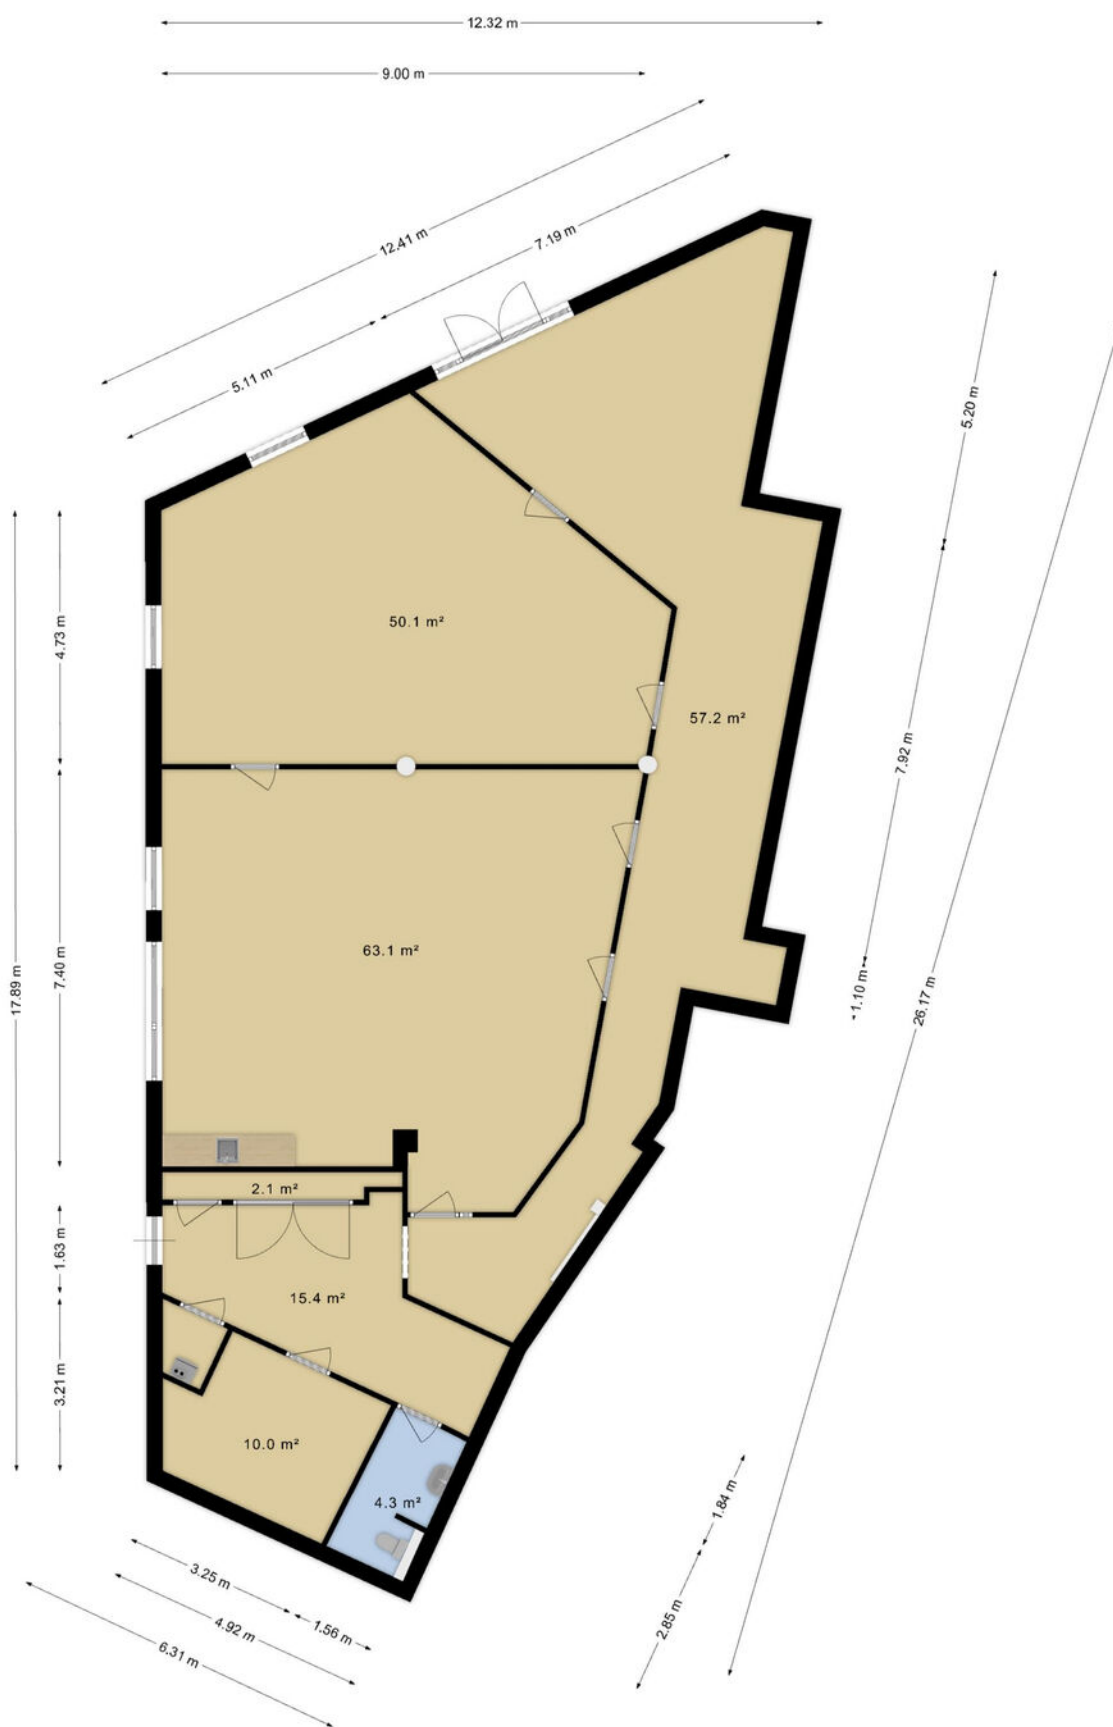 12.32 m
9.00 m
12.41 m
7.19 m
5.11 m
5.20 m
4.73 m
50.1 m²
57.2 m²
7.92 m
63.1 m²
7.40 m
17.89 m
1.10 m
26.17 m
2.1 m²
1.63 m
15.4 m²
3.21 m
10.0 m²
4.3 m²
1.84 m
3.25 m
1.56 m
2.85 m
4.92 m
6.31 m